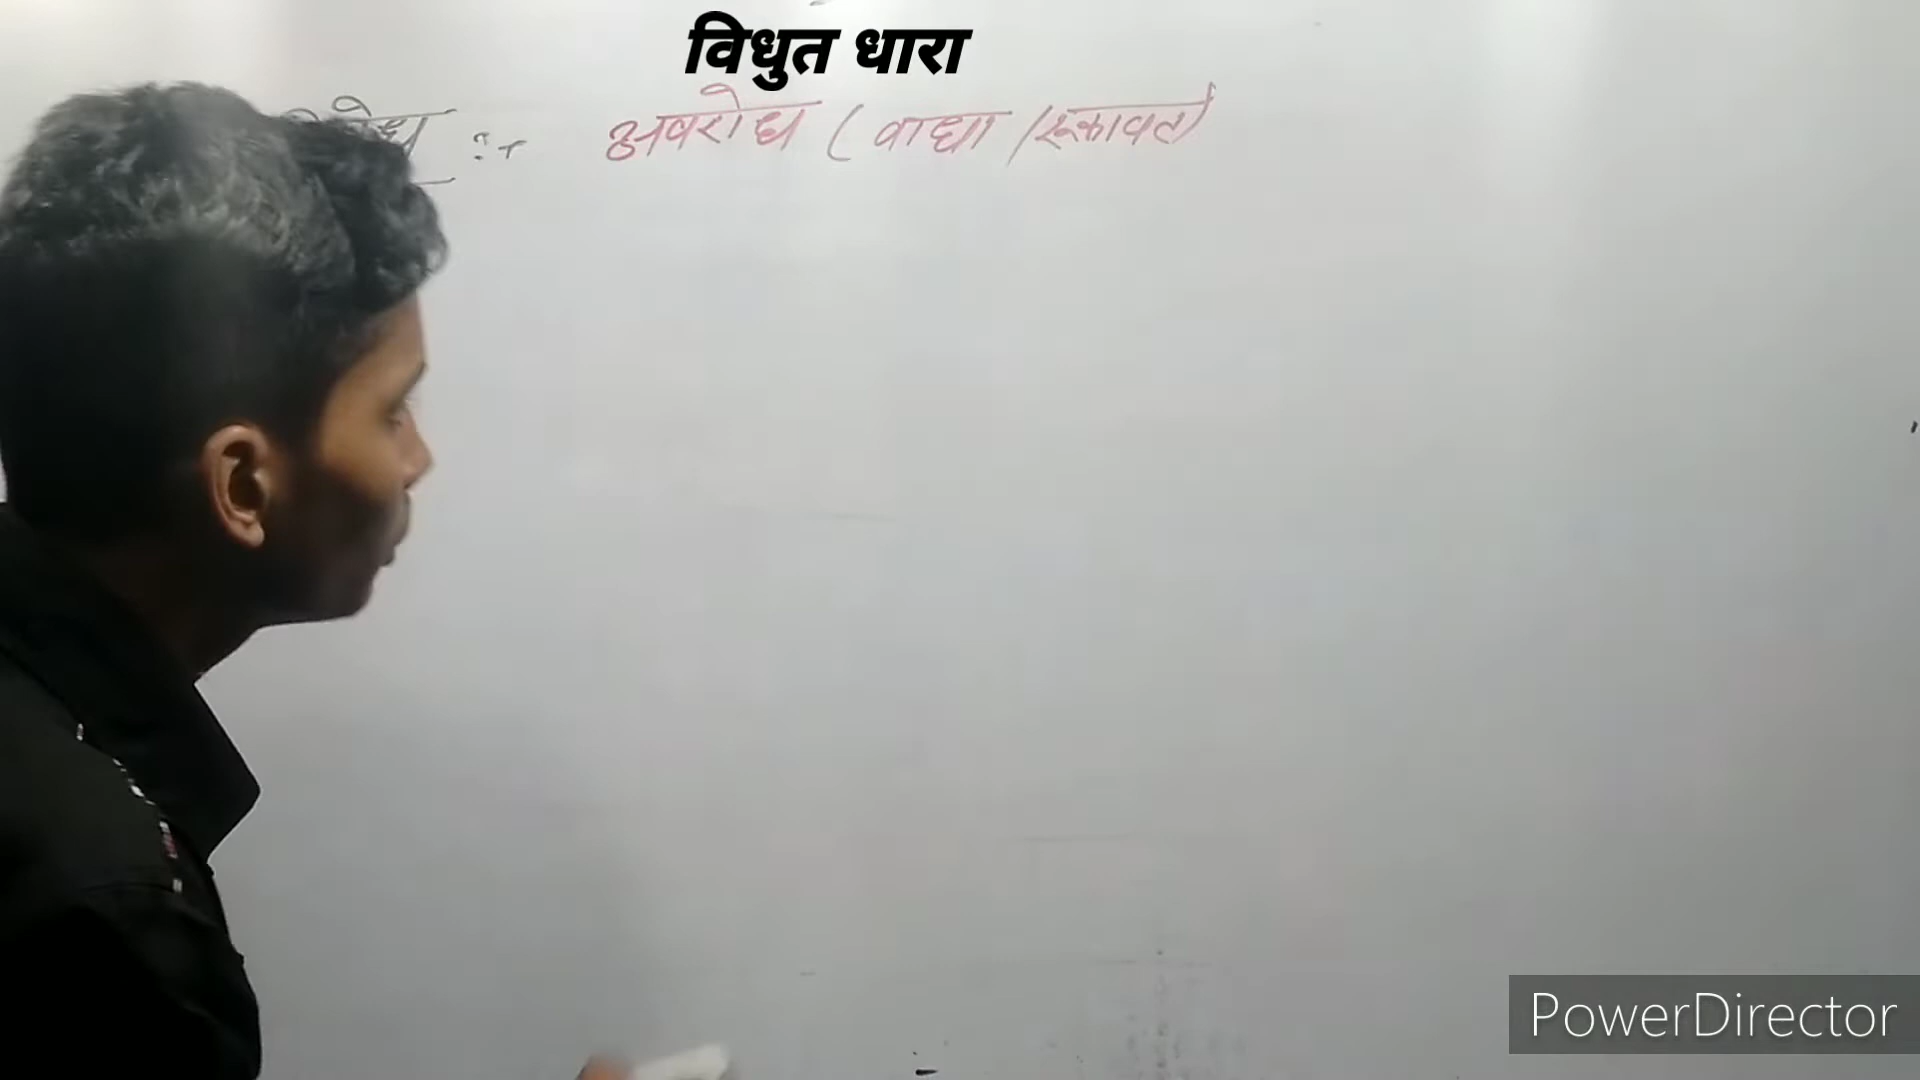 विधुत धारा
:- अवरोध ( वाधा / रूकावट )
PowerDirector